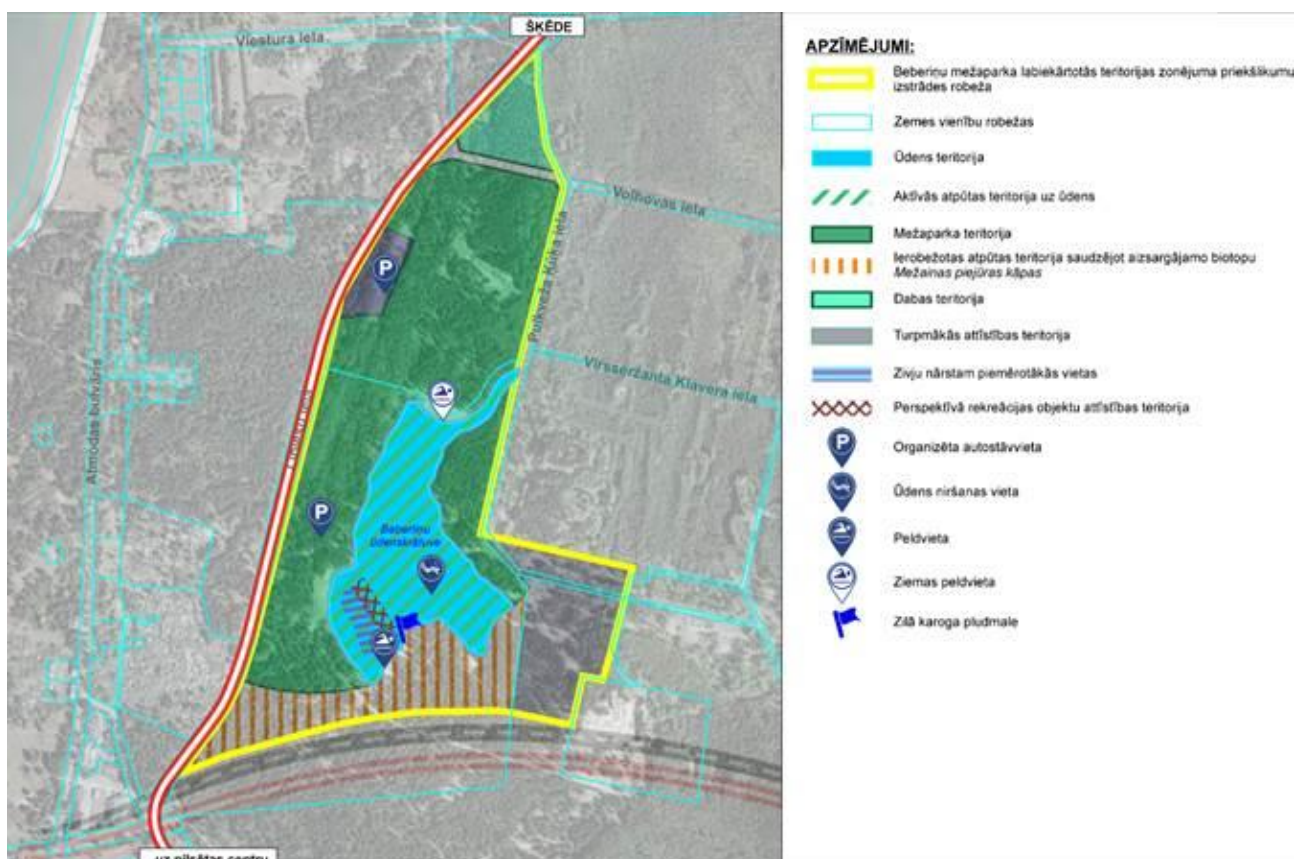 ŠĶĒDE
Viestura iela
Volhovas iela
Pulkveža Krika iela
Virsseržanta Klavera iela
Atmodas bulvāris
iela
Beberiņu
ūdenskrātuve
uz pilsētas centru
APZĪMĒJUMI:
Beberiņu mežaparka labiekārtotās teritorijas zonējuma priekšlikumu
izstrādes robeža
Zemes vienību robežas
Ūdens teritorija
Aktīvās atpūtas teritorija uz ūdens
Mežaparka teritorija
Ierobežotas atpūtas teritorija saudzējot aizsargājamo biotopu
Mežainas piejūras kāpas
Dabas teritorija
Turpmākās attīstības teritorija
Zivju nārstam piemērotākās vietas
Perspektīvā rekreācijas objektu attīstības teritorija
P
Organizēta autostāvvieta
Ūdens niršanas vieta
Peldvieta
Ziemas peldvieta
Zilā karoga pludmale
P
P